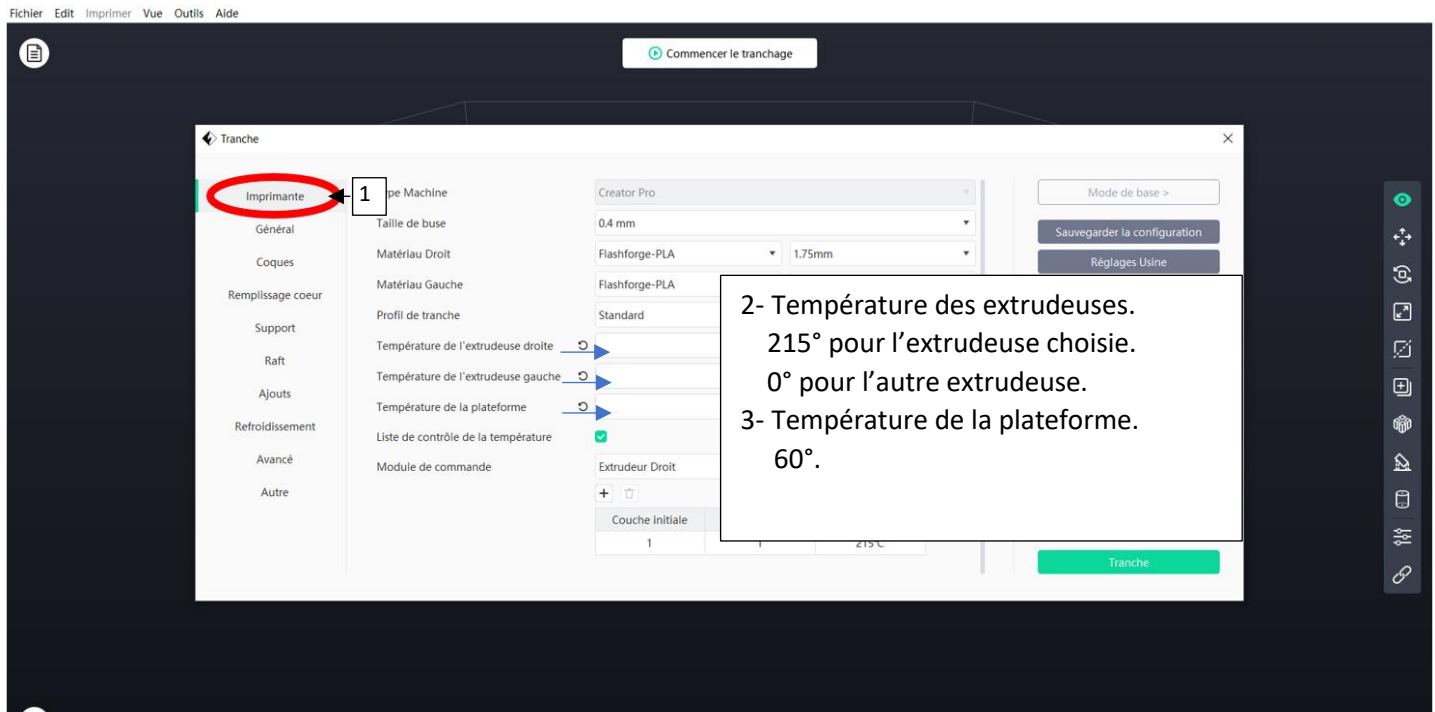 Fichier Edit Imprimer Vue Outils Aide
Commencer le tranchage
Tranche
Imprimante
Général
Coques
Remplissage coeur
Support
Raft
Ajouts
Refroidissement
Avancé
Autre
1
Machine
Creator Pro
Taille de buse
0.4 mm
Matériau Droit
Flashforge-PLA
1.75mm
Matériau Gauche
Flashforge-PLA
Profil de tranche
Standard
Température de l'extrudeuse droite
Température de l'extrudeuse gauche
Température de la plateforme
Liste de contrôle de la température
Module de commande
Extrudeur Droit
+
Couche initiale
1
1
215℃
Mode de base >
Sauvegarder la configuration
Réglages Usine
2- Température des extrudeuses.
215° pour l’extrudeuse choisie.
0° pour l’autre extrudeuse.
3- Température de la plateforme.
60°.
Tranche